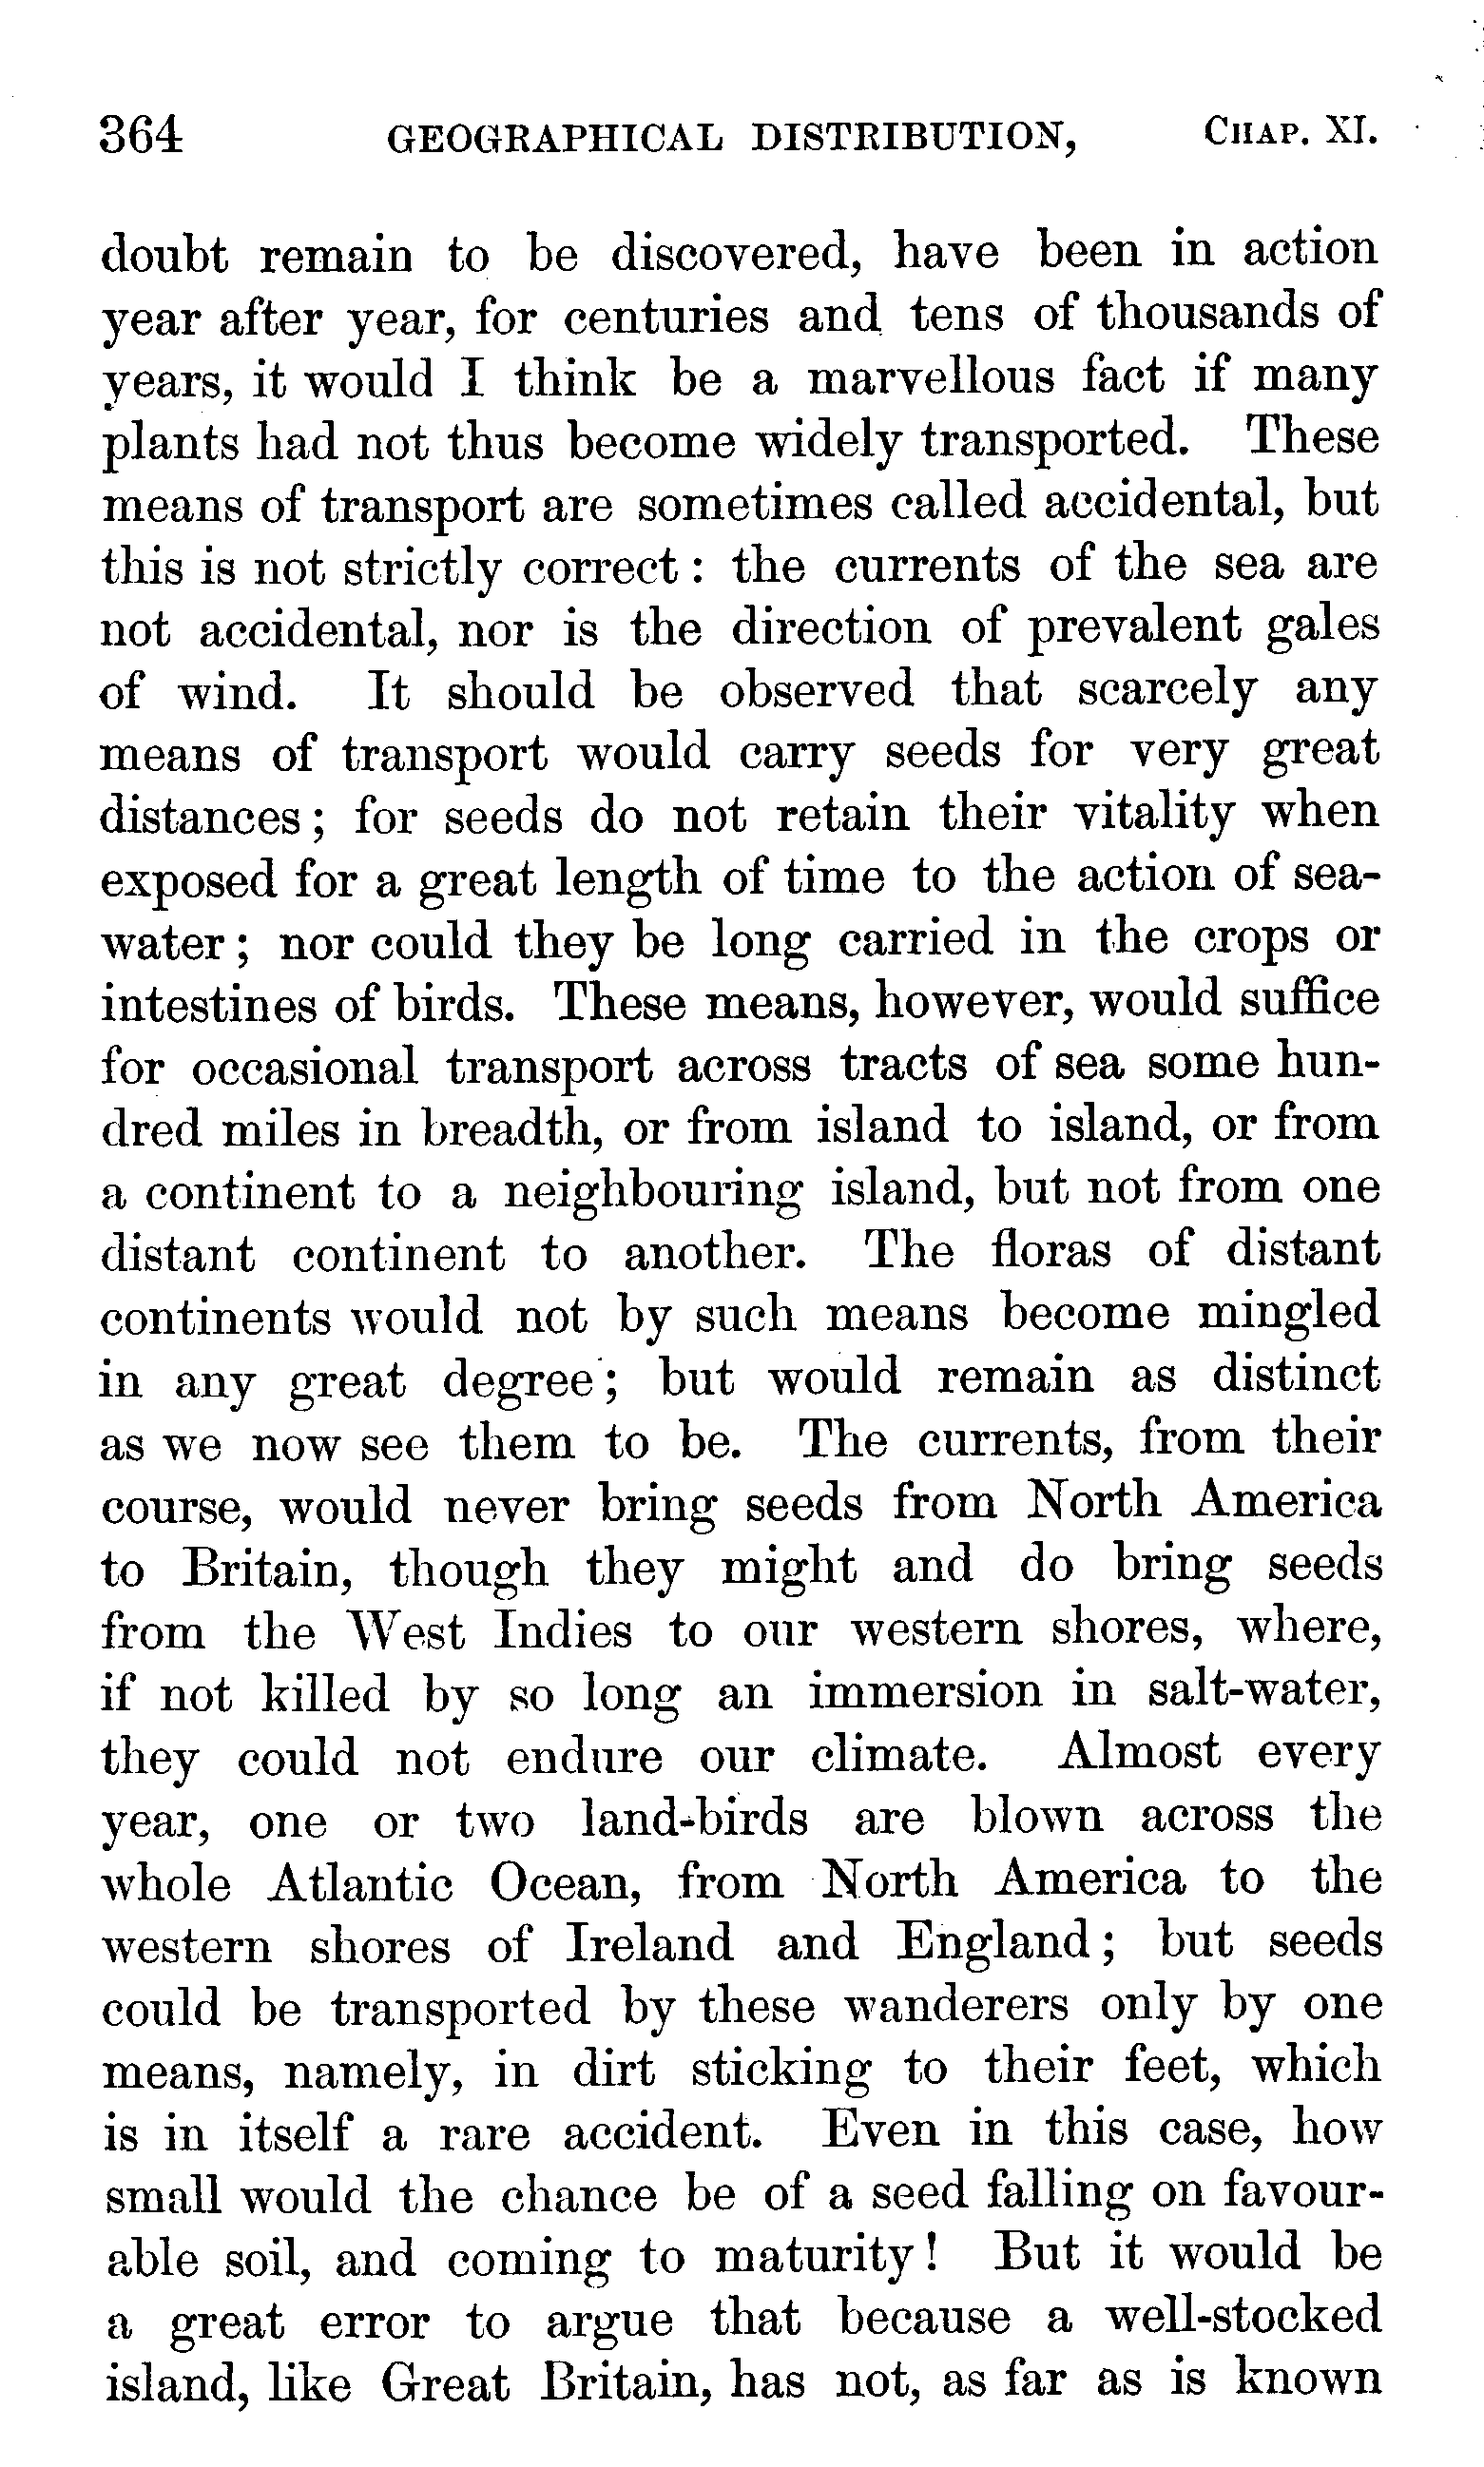 364 GEOGRAPHICAL DISTRIBUTION, CHAP. XI.
doubt remain to be discovered, have been in action
year after year, for centuries and tens of thousands of
years, it would I think be a marvellous fact if many
plants had not thus become widely transported. These
means of transport are sometimes called accidental, but
this is not strictly correct: the currents of the sea are
not accidental, nor is the direction of prevalent gales
of wind. It should be observed that scarcely any
means of transport would carry seeds for very great
distances; for seeds do not retain their vitality when
exposed for a great length of time to the action of sea-
water; nor could they be long carried in the crops or
intestines of birds. These means, however, would suffice
for occasional transport across tracts of sea some hun-
dred miles in breadth, or from island to island, or from
a continent to a neighbouring island, but not from one
distant continent to another. The floras of distant
continents would not by such means become mingled
in any great degree; but would remain as distinct
as we now see them to be. The currents, from their
course, would never bring seeds from North America
to Britain, though they might and do bring seeds
from the West Indies to our western shores, where,
if not killed by so long an immersion in salt-water,
they could not endure our climate. Almost every
year, one or two land-birds are blown across the
whole Atlantic Ocean, from North America to the
western shores of Ireland and England; but seeds
could be transported by these wanderers only by one
means, namely, in dirt sticking to their feet, which
is in itself a rare accident. Even in this case, how
small would the chance be of a seed falling on favour-
able soil, and coming to maturity! But it would be
a great error to argue that because a well-stocked
island, like Great Britain, has not, as far as is known